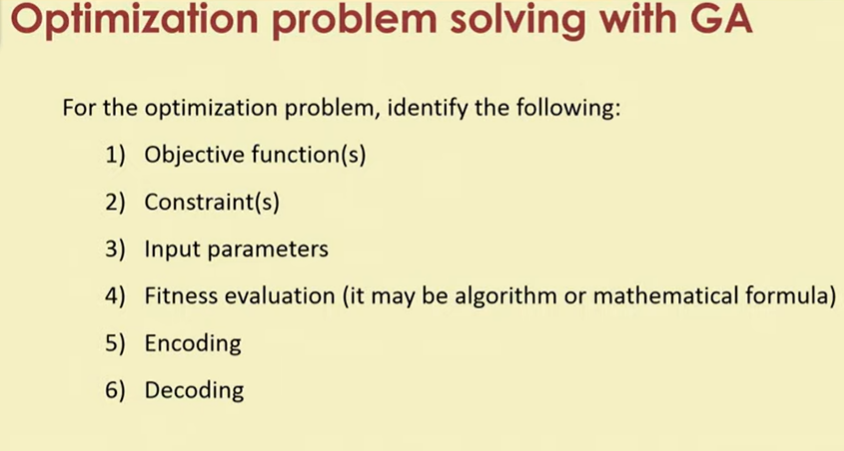 Optimization problem solving with GA
For the optimization problem, identify the following:
1) Objective function(s)
2) Constraint(s)
3) Input parameters
4) Fitness evaluation (it may be algorithm or mathematical formula)
5) Encoding
6) Decoding